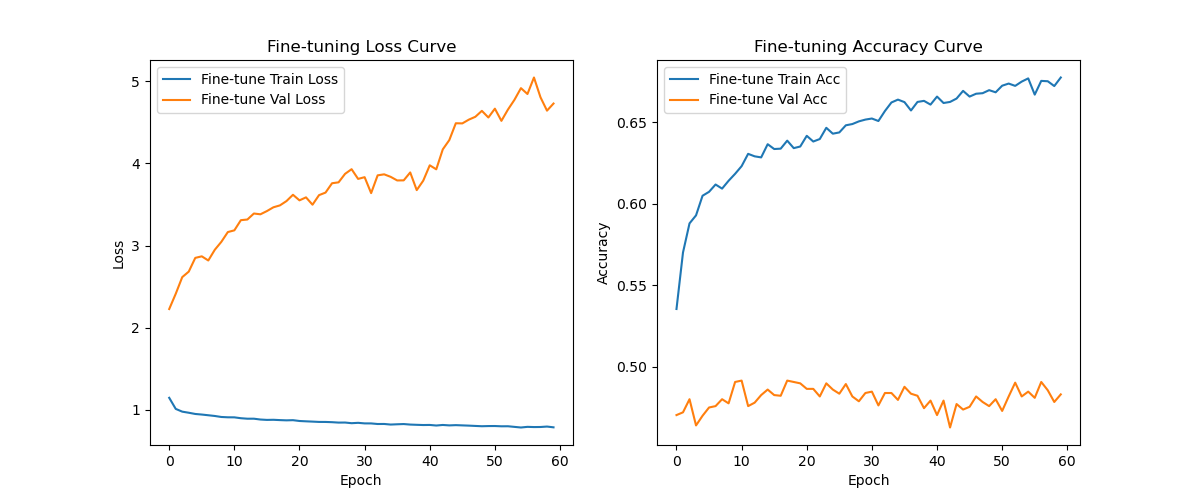 Fine-tuning Loss Curve
Fine-tune Train Loss
Fine-tune Val Loss
5
4
3
2
1
Loss
0
10
20
30
40
50
60
Epoch
Fine-tuning Accuracy Curve
Fine-tune Train Acc
Fine-tune Val Acc
0.65
0.60
0.55
0.50
Accuracy
0
10
20
30
40
50
60
Epoch